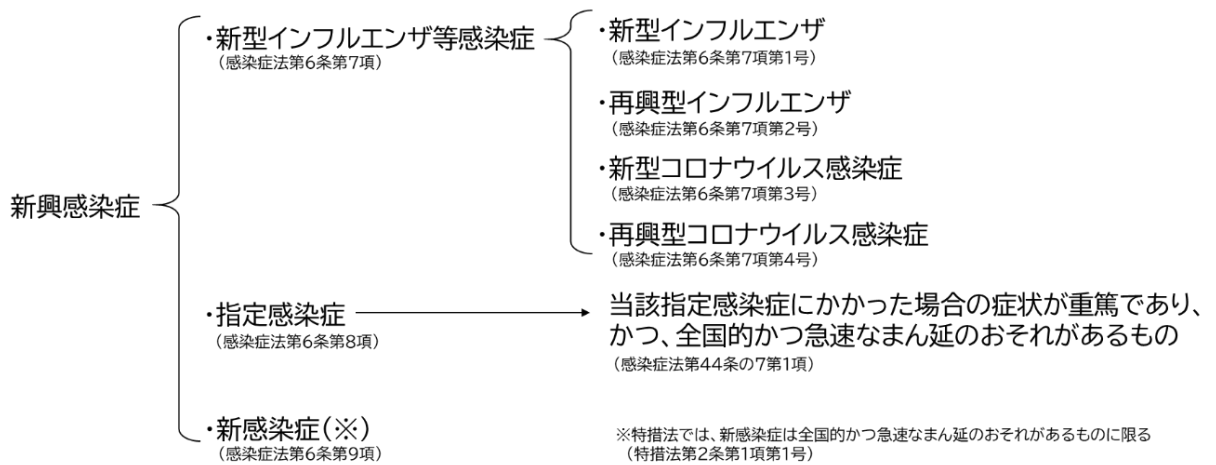 新興感染症
・新型インフルエンザ等感染症
（感染症法第6条第7項）
・新型インフルエンザ
（感染症法第6条第7項第1号）
・再興型インフルエンザ
（感染症法第6条第7項第2号）
・新型コロナウイルス感染症
（感染症法第6条第7項第3号）
・再興型コロナウイルス感染症
（感染症法第6条第7項第4号）
・指定感染症
（感染症法第6条第8項）
当該指定感染症にかかった場合の症状が重篤であり、
かつ、全国的かつ急速なまん延のおそれがあるもの
（感染症法第44条の7第1項）
・新感染症(※)
（感染症法第6条第9項）
※特措法では、新感染症は全国的かつ急速なまん延のおそれがあるものに限る
（特措法第2条第1項第1号）